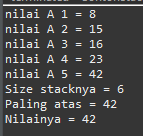 nilai A 1 = 8
nilai A 2 = 15
nilai A 3 = 16
nilai A 4 = 23
nilai A 5 = 42
Size stacknya = 6
Paling atas = 42
Nilainya = 42